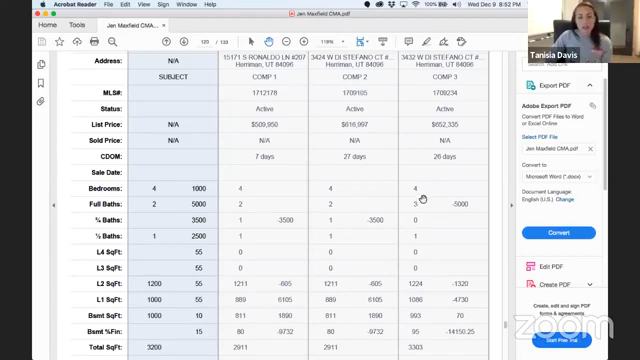 Acrobat Reader File Edit View Window Help
Wed Dec 9 8:52 PM
Jen Maxfield CMA.pdf
Home Tools Jen Maxfield CMA.pdf ×
120 / 133 119%
Tanisia Davis
Address: N/A 15171 S RONALDO LN #207 3424 W DI STEFANO CT #... 3432 W DI STEFANO CT #...
Herriman, UT 84096 Herriman, UT 84096 Herriman, UT 84096
SUBJECT COMP 1 COMP 2 COMP 3
MLS#: 1712178 1709105 1709234
Status: Active Active Active
List Price: N/A $509,950 $616,997 $652,335
Sold Price: N/A N/A N/A N/A
CDOM: 7 days 27 days 26 days
Sale Date:
Bedrooms: 4 1000 4 4 4
Full Baths: 2 5000 2 2 3 -5000
¾ Baths: 3500 1 -3500 1 -3500 0
½ Baths: 1 2500 1 1 1
L4 SqFt: 55 0 0 0
L3 SqFt: 55 0 0 0
L2 SqFt: 1200 55 1211 -605 1211 -605 1224 -1320
L1 SqFt: 1000 55 889 6105 889 6105 1086 -4730
Bsmt SqFt: 1000 10 811 1890 811 1890 993 70
Bsmt %Fin: 15 80 -9732 80 -9732 95 -14150.25
Total SqFt: 3200 2911 2911 3303
Export PDF
Adobe Export PDF
Convert PDF Files to Word
or Excel Online
Select PDF File
Jen Maxfield CMA.pdf ×
Convert to
Microsoft Word (*.docx)
Document Language:
English (U.S.) Change
Convert
Edit PDF
Create PDF
Create, edit and sign PDF
forms & agreements
Start Free Trial
zoom